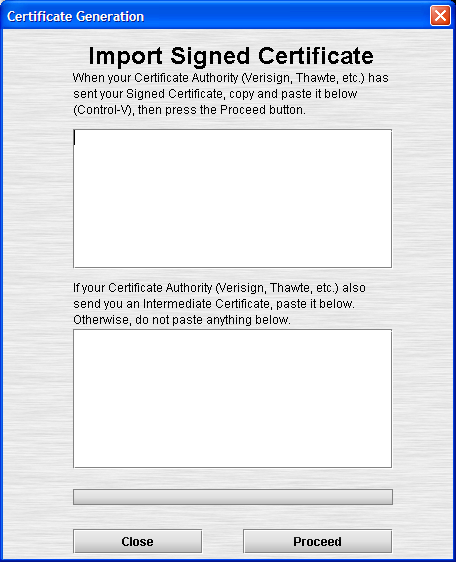 Certificate Generation
Import Signed Certificate
When your Certificate Authority (Verisign, Thawte, etc.) has
sent your Signed Certificate, copy and paste it below
(Control-V), then press the Proceed button.
If your Certificate Authority (Verisign, Thawte, etc.) also
send you an Intermediate Certificate, paste it below.
Otherwise, do not paste anything below.
Close
Proceed